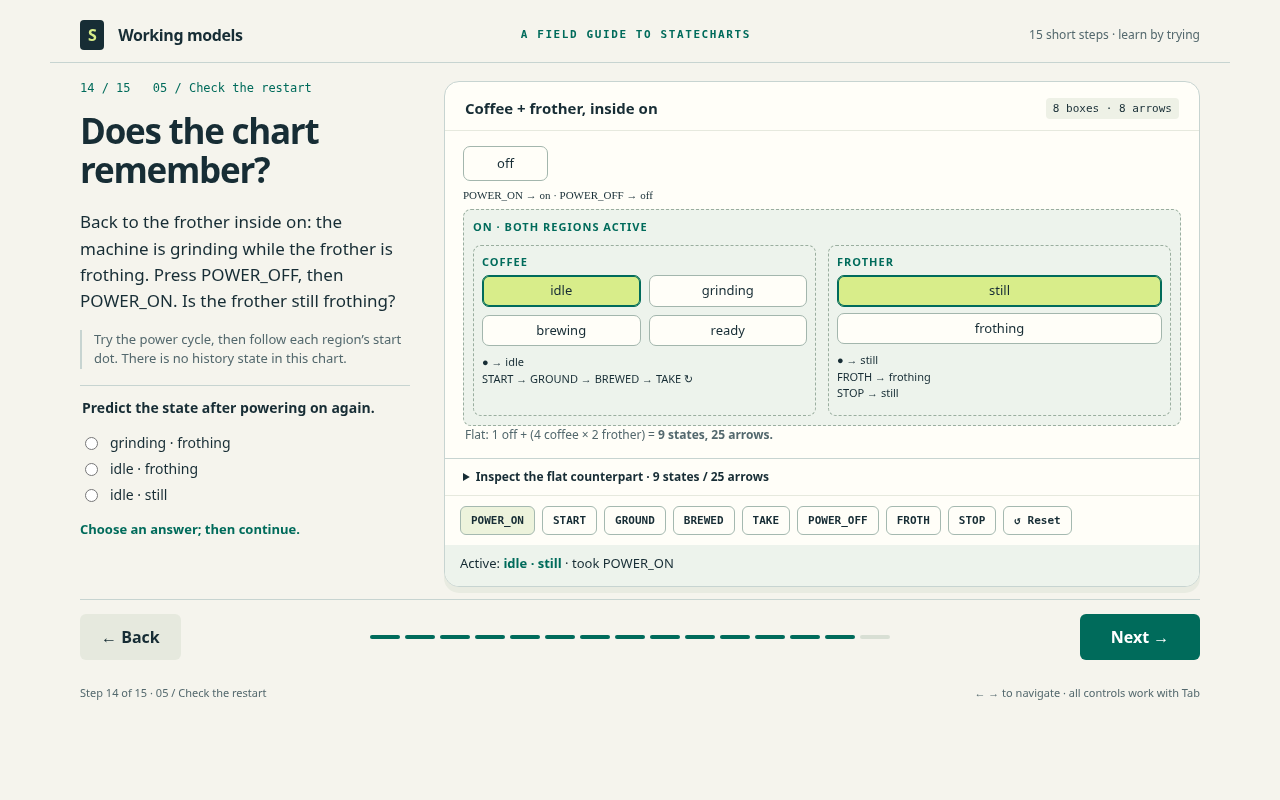 S Working models
A FIELD GUIDE TO STATECHARTS
15 short steps · learn by trying
14 / 15 05 / Check the restart
Does the chart
remember?
Back to the frother inside on: the
machine is grinding while the frother is
frothing. Press POWER_OFF, then
POWER_ON. Is the frother still frothing?
Try the power cycle, then follow each region's start
dot. There is no history state in this chart.
Predict the state after powering on again.
grinding · frothing
idle · frothing
idle · still
Choose an answer; then continue.
Coffee + frother, inside on
8 boxes · 8 arrows
off
POWER_ON → on · POWER_OFF → off
ON · BOTH REGIONS ACTIVE
COFFEE
idle
grinding
brewing
ready
● → idle
START → GROUND → BREWED → TAKE ↻
FROTHER
still
frothing
● → still
FROTH → frothing
STOP → still
Flat: 1 off + (4 coffee × 2 frother) = 9 states, 25 arrows.
▶ Inspect the flat counterpart · 9 states / 25 arrows
POWER_ON START GROUND BREWED TAKE POWER_OFF FROTH STOP ↺ Reset
Active: idle · still · took POWER_ON
← Back
Next →
Step 14 of 15 · 05 / Check the restart
← → to navigate · all controls work with Tab